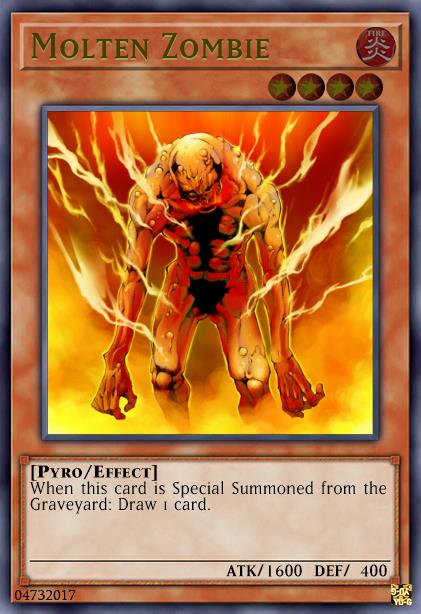 Molten Zombie
FIRE
炎
[Pyro/Effect]
When this card is Special Summoned from the
Graveyard: Draw 1 card.
ATK/1600 DEF/ 400
04732017